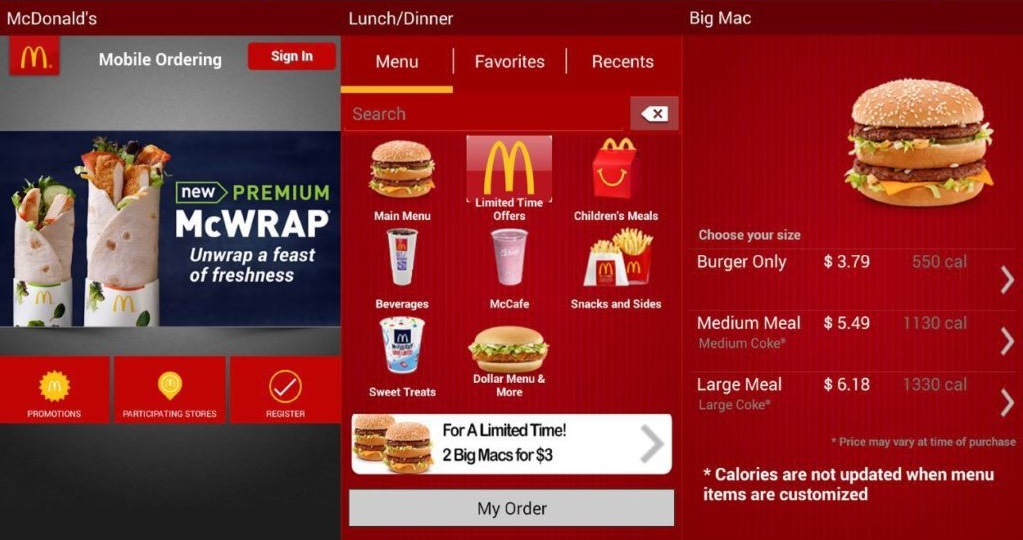 McDonald's
Mobile Ordering
Sign In
new PREMIUM
McWRAP
Unwrap a feast
of freshness
PROMOTIONS
PARTICIPATING STORES
REGISTER
Lunch/Dinner
Menu
Favorites
Recents
Search
Main Menu
Limited Time
Offers
Children's Meals
Beverages
McCafe
Snacks and Sides
Sweet Treats
Dollar Menu &
More
For A Limited Time!
2 Big Macs for $3
My Order
Big Mac
Choose your size
Burger Only $ 3.79 550 cal
Medium Meal $ 5.49 1130 cal
Medium Coke®
Large Meal $ 6.18 1330 cal
Large Coke®
* Price may vary at time of purchase
* Calories are not updated when menu
items are customized